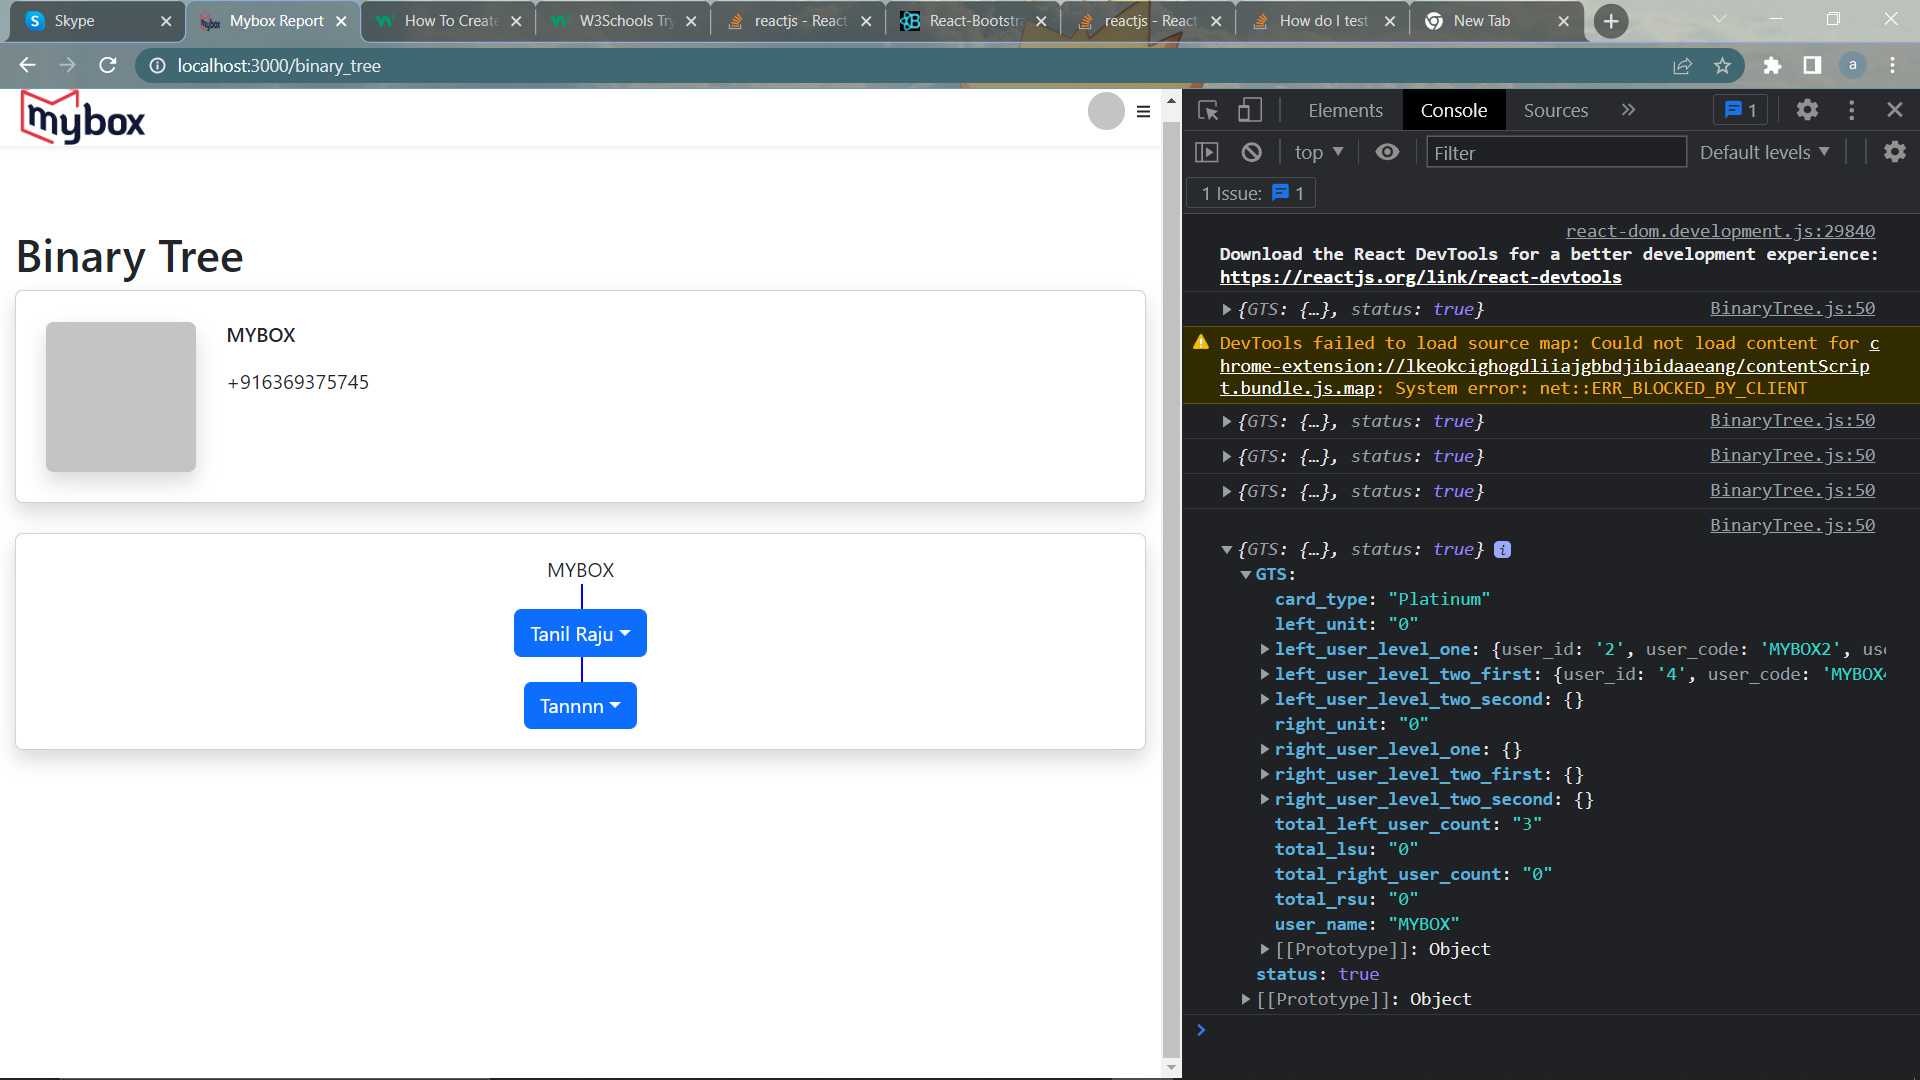 Skype
Mybox Report
How To Create
W3Schools Try
reactjs - React
React-Bootstra
reactjs - React
How do I test
New Tab
localhost:3000/binary_tree
a
mybox
Binary Tree
MYBOX
+916369375745
MYBOX
Tanil Raju
Tannnn
Elements
Console
Sources
1
top
Filter
Default levels
1 Issue: 1
react-dom.development.js:29840
Download the React DevTools for a better development experience:
https://reactjs.org/link/react-devtools
{GTS: {…}, status: true} BinaryTree.js:50
DevTools failed to load source map: Could not load content for c
hrome-extension://lkeokcighogdliiajgbbdjibidaaeang/contentScrip
t.bundle.js.map: System error: net::ERR_BLOCKED_BY_CLIENT
{GTS: {…}, status: true} BinaryTree.js:50
{GTS: {…}, status: true} BinaryTree.js:50
{GTS: {…}, status: true} BinaryTree.js:50
BinaryTree.js:50
{GTS: {…}, status: true} i
GTS:
card_type: "Platinum"
left_unit: "0"
left_user_level_one: {user_id: '2', user_code: 'MYBOX2', use
left_user_level_two_first: {user_id: '4', user_code: 'MYBOX4
left_user_level_two_second: {}
right_unit: "0"
right_user_level_one: {}
right_user_level_two_first: {}
right_user_level_two_second: {}
total_left_user_count: "3"
total_lsu: "0"
total_right_user_count: "0"
total_rsu: "0"
user_name: "MYBOX"
[[Prototype]]: Object
status: true
[[Prototype]]: Object